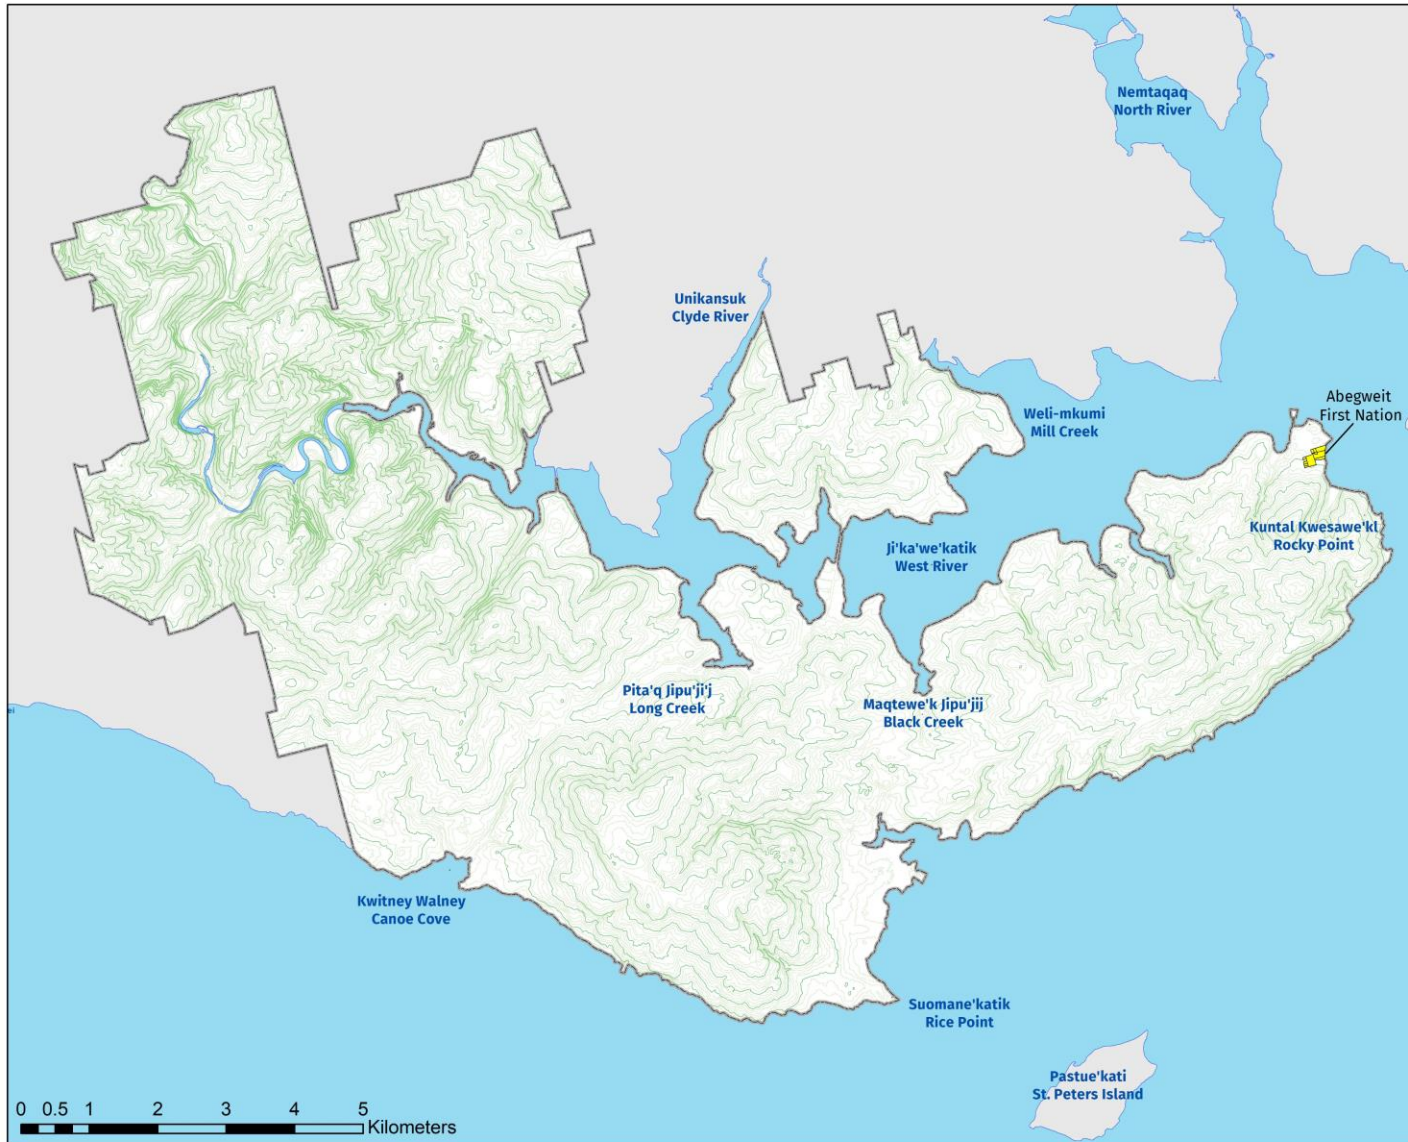 Nemtaqaq
North River
Unikansuk
Clyde River
Abegweit
First Nation
Weli-mkumi
Mill Creek
Kuntal Kwesawe'kl
Rocky Point
Ji'ka'we'katik
West River
Pita'q Jipu'ji'j
Long Creek
Maqtewe'k Jipu'jij
Black Creek
ei
Kwitney Walney
Canoe Cove
Suomane'katik
Rice Point
Pastue'kati
St. Peters Island
0 0.5 1 2 3 4 5
Kilometers